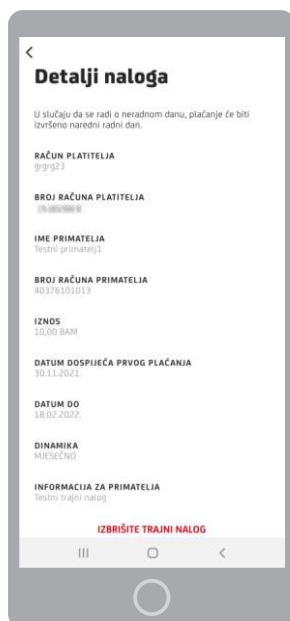 Detalji naloga
U slučaju da se radi o neradnom danu, plaćanje će biti
izvršeno naredni radni dan.
RAČUN PLATITELJA
grgrg23
BROJ RAČUNA PLATITELJA
IME PRIMATELJA
Testni primatelj1
BROJ RAČUNA PRIMATELJA
40376101013
IZNOS
10,00 BAM
DATUM DOSPIJEĆA PRVOG PLAĆANJA
30.11.2021.
DATUM DO
18.02.2022.
DINAMIKA
MJESEČNO
INFORMACIJA ZA PRIMATELJA
Testni trajni nalog
IZBRIŠITE TRAJNI NALOG